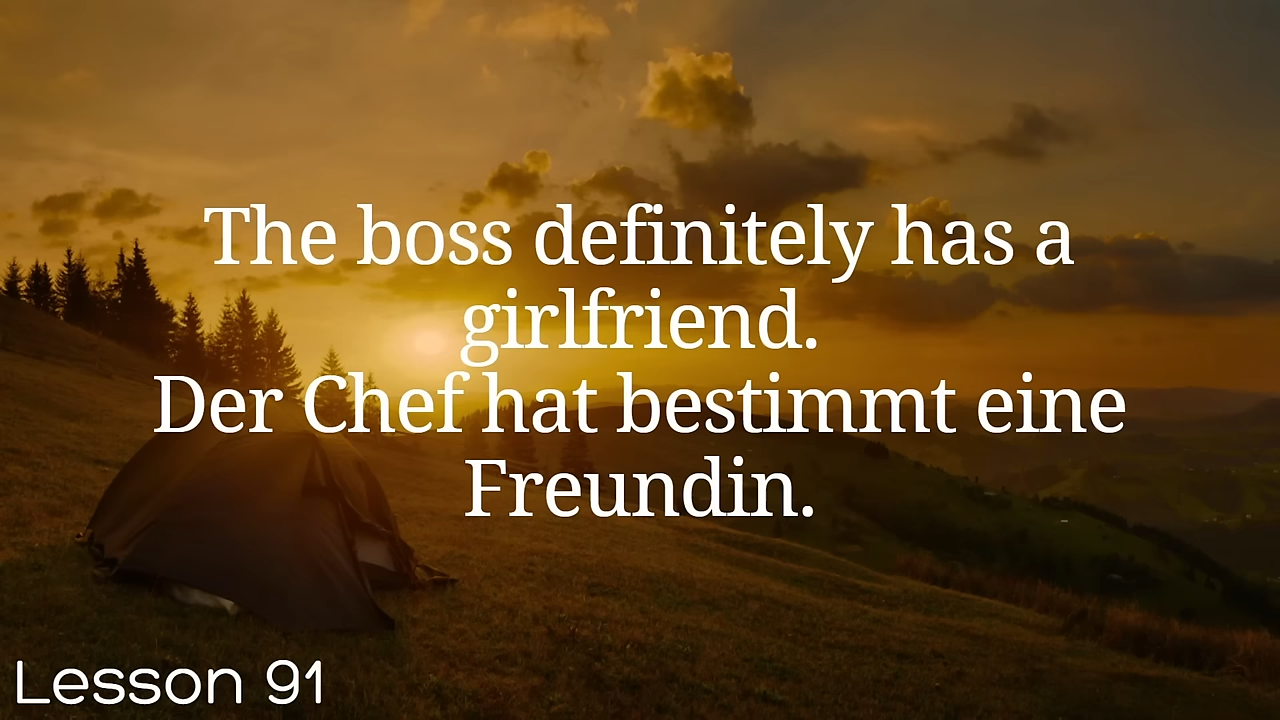 The boss definitely has a
girlfriend.
Der Chef hat bestimmt eine
Freundin.
Lesson 91